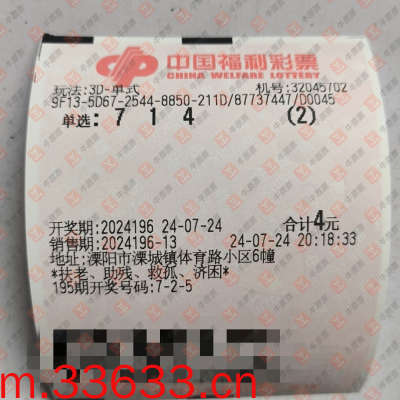 中国福利彩票
CHINA WELFARE LOTTERY
玩法:3D-单式 机号:32045702
9F13-5D67-2544-8850-211D/87737447/D0045
单选: 7 1 4 (2)
开奖期:2024196 24-07-24 合计4元
销售期:2024196-13 24-07-24 20:18:33
地址:溧阳市溧城镇体育路小区6幢
*扶老、助残、救孤、济困*
195期开奖号码:7-2-5
m.33633.cn